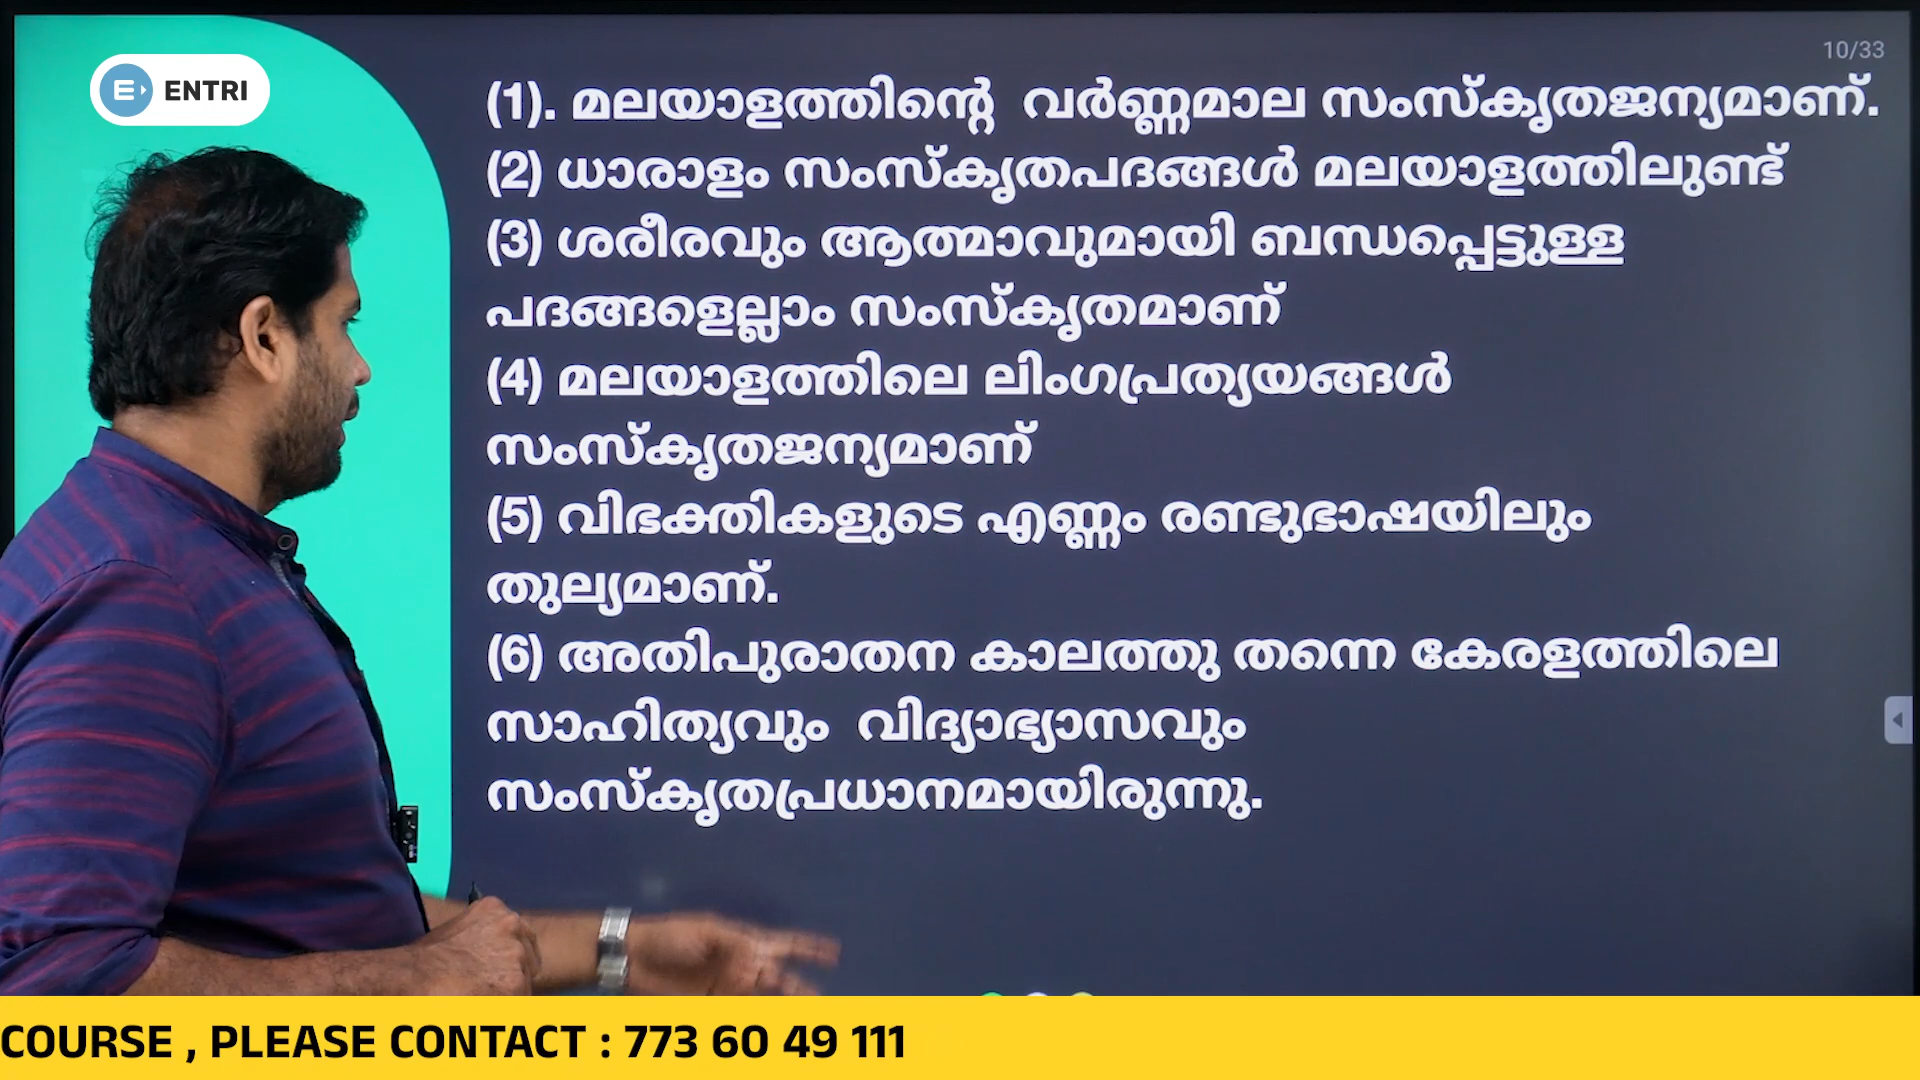 ENTRI
10/33
(1). മലയാളത്തിന്റെ വർണ്ണമാല സംസ്കൃതജന്യമാണ്.
(2) ധാരാളം സംസ്കൃതപദങ്ങൾ മലയാളത്തിലുണ്ട്
(3) ശരീരവും ആത്മാവുമായി ബന്ധപ്പെട്ടുള്ള
പദങ്ങളെല്ലാം സംസ്കൃതമാണ്
(4) മലയാളത്തിലെ ലിംഗപ്രത്യയങ്ങൾ
സംസ്കൃതജന്യമാണ്
(5) വിഭക്തികളുടെ എണ്ണം രണ്ടുഭാഷയിലും
തുല്യമാണ്.
(6) അതിപുരാതന കാലത്തു തന്നെ കേരളത്തിലെ
സാഹിത്യവും വിദ്യാഭ്യാസവും
സംസ്കൃതപ്രധാനമായിരുന്നു.
COURSE , PLEASE CONTACT : 773 60 49 111